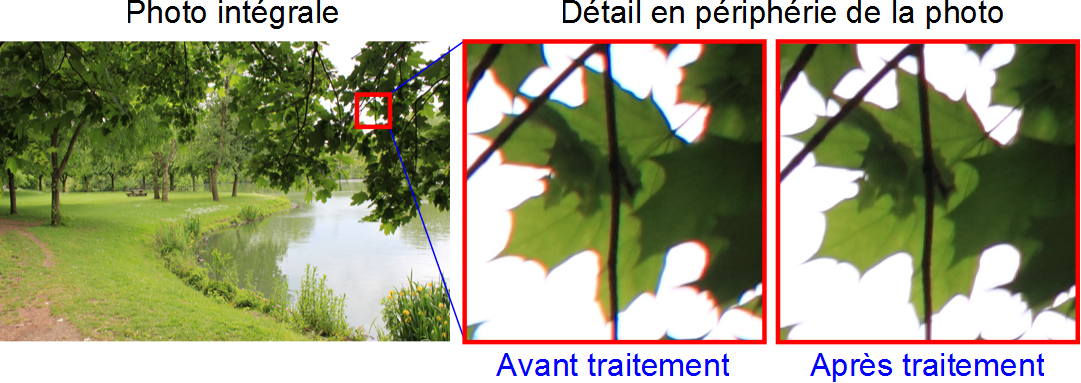 Photo intégrale
Détail en périphérie de la photo
Avant traitement
Après traitement